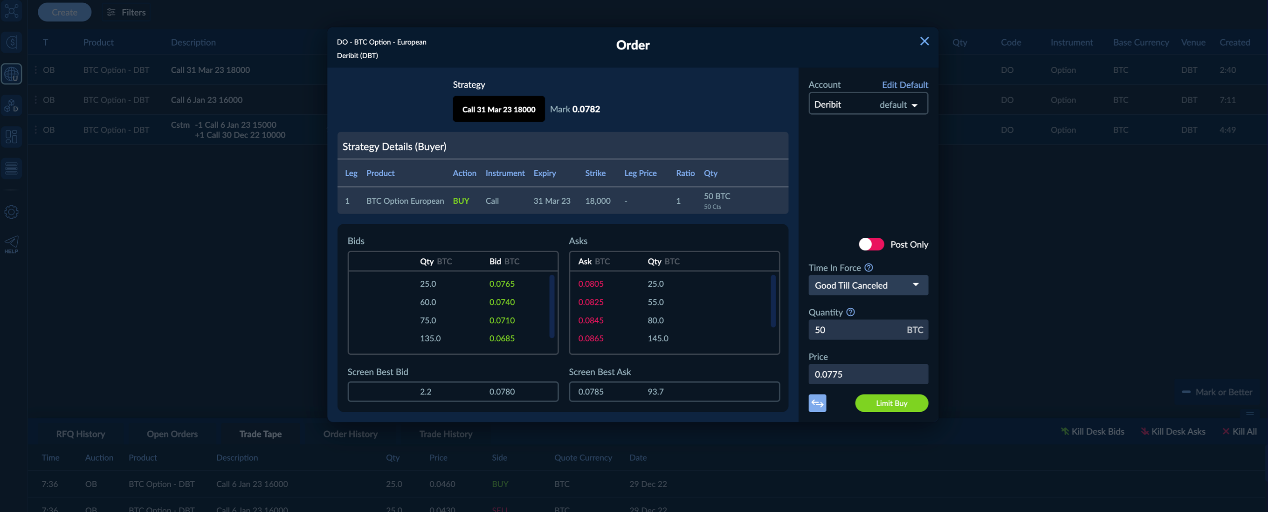 Create
Filters
T Product Description Qty Code Instrument Base Currency Venue Created
OB BTC Option - DBT Call 31 Mar 23 18000 DO Option BTC DBT 2:40
OB BTC Option - DBT Call 6 Jan 23 16000 DO Option BTC DBT 7:11
OB BTC Option - DBT Cstm -1 Call 6 Jan 23 15000 DO Option BTC DBT 4:49
+1 Call 30 Dec 22 10000
HELP
DO - BTC Option - European
Deribit (DBT)
Order
Strategy
Call 31 Mar 23 18000 Mark 0.0782
Strategy Details (Buyer)
Leg Product Action Instrument Expiry Strike Leg Price Ratio Qty
1 BTC Option European BUY Call 31 Mar 23 18,000 - 1 50 BTC
50 Cts
Bids
Qty BTC Bid BTC
25.0 0.0765
60.0 0.0740
75.0 0.0710
135.0 0.0685
Asks
Ask BTC Qty BTC
0.0805 25.0
0.0825 55.0
0.0845 80.0
0.0865 145.0
Screen Best Bid
2.2 0.0780
Screen Best Ask
0.0785 93.7
Account Edit Default
Deribit default
Post Only
Time In Force
Good Till Canceled
Quantity
50 BTC
Price
0.0775
Limit Buy
Mark or Better
RFQ History Open Orders Trade Tape Order History Trade History
Kill Desk Bids Kill Desk Asks Kill All
Time Auction Product Description Qty Price Side Quote Currency Date
7:36 OB BTC Option - DBT Call 6 Jan 23 16000 25.0 0.0460 BUY BTC 29 Dec 22
7:36 OB BTC Option - DBT Call 6 Jan 23 16000 25.0 0.0430 SELL BTC 29 Dec 22